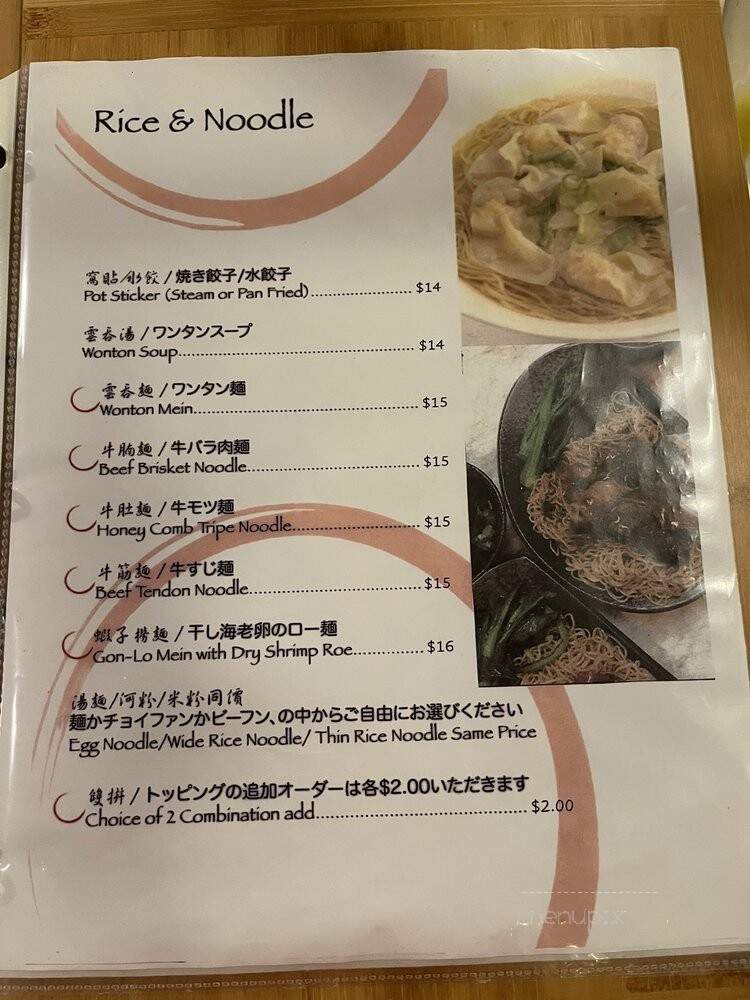 Rice & Noodle
窩貼/水餃 / 焼き餃子/水餃子
Pot Sticker (Steam or Pan Fried)...................... $14
雲呑湯 / ワンタンスープ
Wonton Soup.................................................... $14
雲呑麵 / ワンタン麺
Wonton Mein................................................. $15
牛腩麵 / 牛バラ肉麺
Beef Brisket Noodle...................................... $15
牛肚麵 / 牛モツ麺
Honey Comb Tripe Noodle............................ $15
牛筋麵 / 牛すじ麺
Beef Tendon Noodle...................................... $15
蝦子撈麵 / 干し海老卵のロー麺
Gon-Lo Mein with Dry Shrimp Roe............... $16
湯麵/河粉/米粉同價
麺かチョイファンかビーフン、の中からご自由にお選びください
Egg Noodle/Wide Rice Noodle/ Thin Rice Noodle Same Price
雙拼 / トッピングの追加オーダーは各$2.00いただきます
Choice of 2 Combination add.............................................. $2.00
menupix